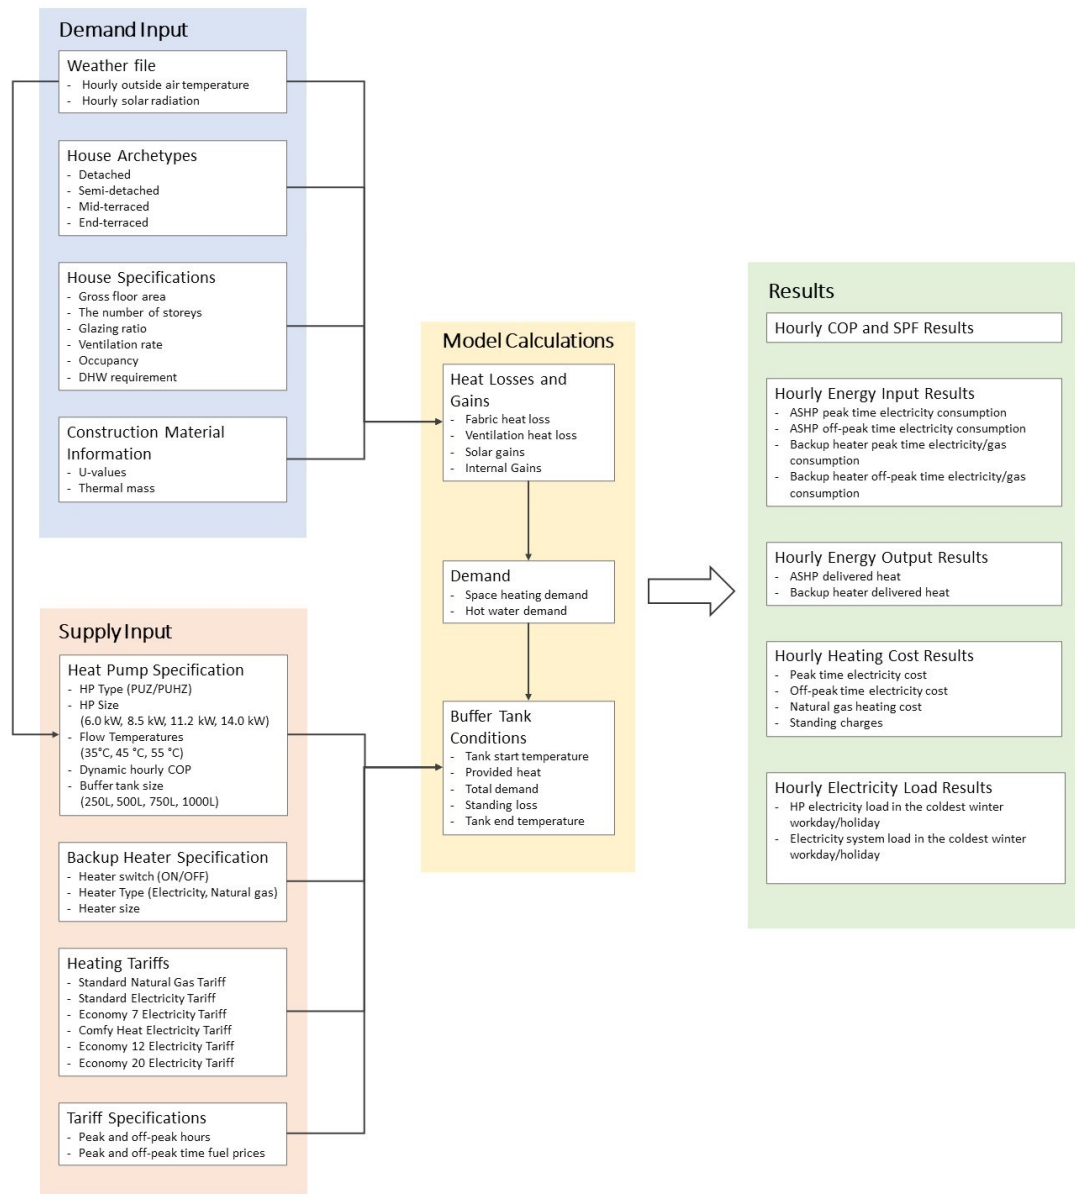 Demand Input
Weather file
- Hourly outside air temperature
- Hourly solar radiation
House Archetypes
- Detached
- Semi-detached
- Mid-terraced
- End-terraced
House Specifications
- Gross floor area
- The number of storeys
- Glazing ratio
- Ventilation rate
- Occupancy
- DHW requirement
Construction Material
Information
- U-values
- Thermal mass
Supply Input
Heat Pump Specification
- HP Type (PUZ/PUHZ)
- HP Size
(6.0 kW, 8.5 kW, 11.2 kW, 14.0 kW)
- Flow Temperatures
(35°C, 45 °C, 55 °C)
- Dynamic hourly COP
- Buffer tank size
(250L, 500L, 750L, 1000L)
Backup Heater Specification
- Heater switch (ON/OFF)
- Heater Type (Electricity, Natural gas)
- Heater size
Heating Tariffs
- Standard Natural Gas Tariff
- Standard Electricity Tariff
- Economy 7 Electricity Tariff
- Comfy Heat Electricity Tariff
- Economy 12 Electricity Tariff
- Economy 20 Electricity Tariff
Tariff Specifications
- Peak and off-peak hours
- Peak and off-peak time fuel prices
Model Calculations
Heat Losses and
Gains
- Fabric heat loss
- Ventilation heat loss
- Solar gains
- Internal Gains
Demand
- Space heating demand
- Hot water demand
Buffer Tank
Conditions
- Tank start temperature
- Provided heat
- Total demand
- Standing loss
- Tank end temperature
Results
Hourly COP and SPF Results
Hourly Energy Input Results
- ASHP peak time electricity consumption
- ASHP off-peak time electricity consumption
- Backup heater peak time electricity/gas
consumption
- Backup heater off-peak time electricity/gas
consumption
Hourly Energy Output Results
- ASHP delivered heat
- Backup heater delivered heat
Hourly Heating Cost Results
- Peak time electricity cost
- Off-peak time electricity cost
- Natural gas heating cost
- Standing charges
Hourly Electricity Load Results
- HP electricity load in the coldest winter
workday/holiday
- Electricity system load in the coldest winter
workday/holiday